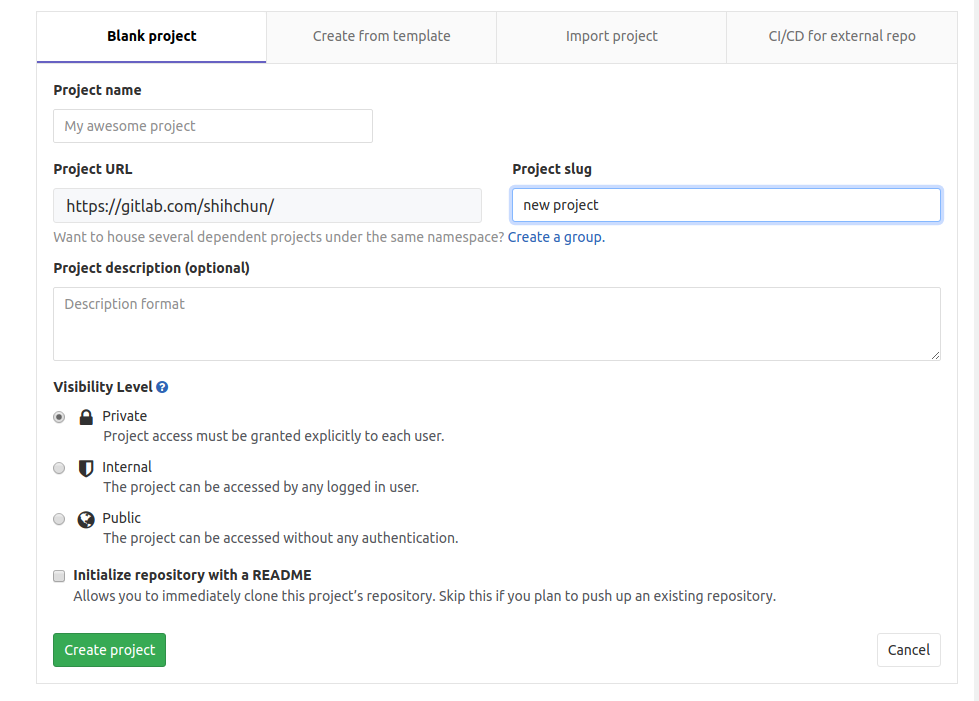 Blank project
Create from template
Import project
CI/CD for external repo
Project name
My awesome project
Project URL
Project slug
https://gitlab.com/shihchun/
new project
Want to house several dependent projects under the same namespace? Create a group.
Project description (optional)
Description format
Visibility Level
Private
Project access must be granted explicitly to each user.
Internal
The project can be accessed by any logged in user.
Public
The project can be accessed without any authentication.
Initialize repository with a README
Allows you to immediately clone this project’s repository. Skip this if you plan to push up an existing repository.
Create project
Cancel